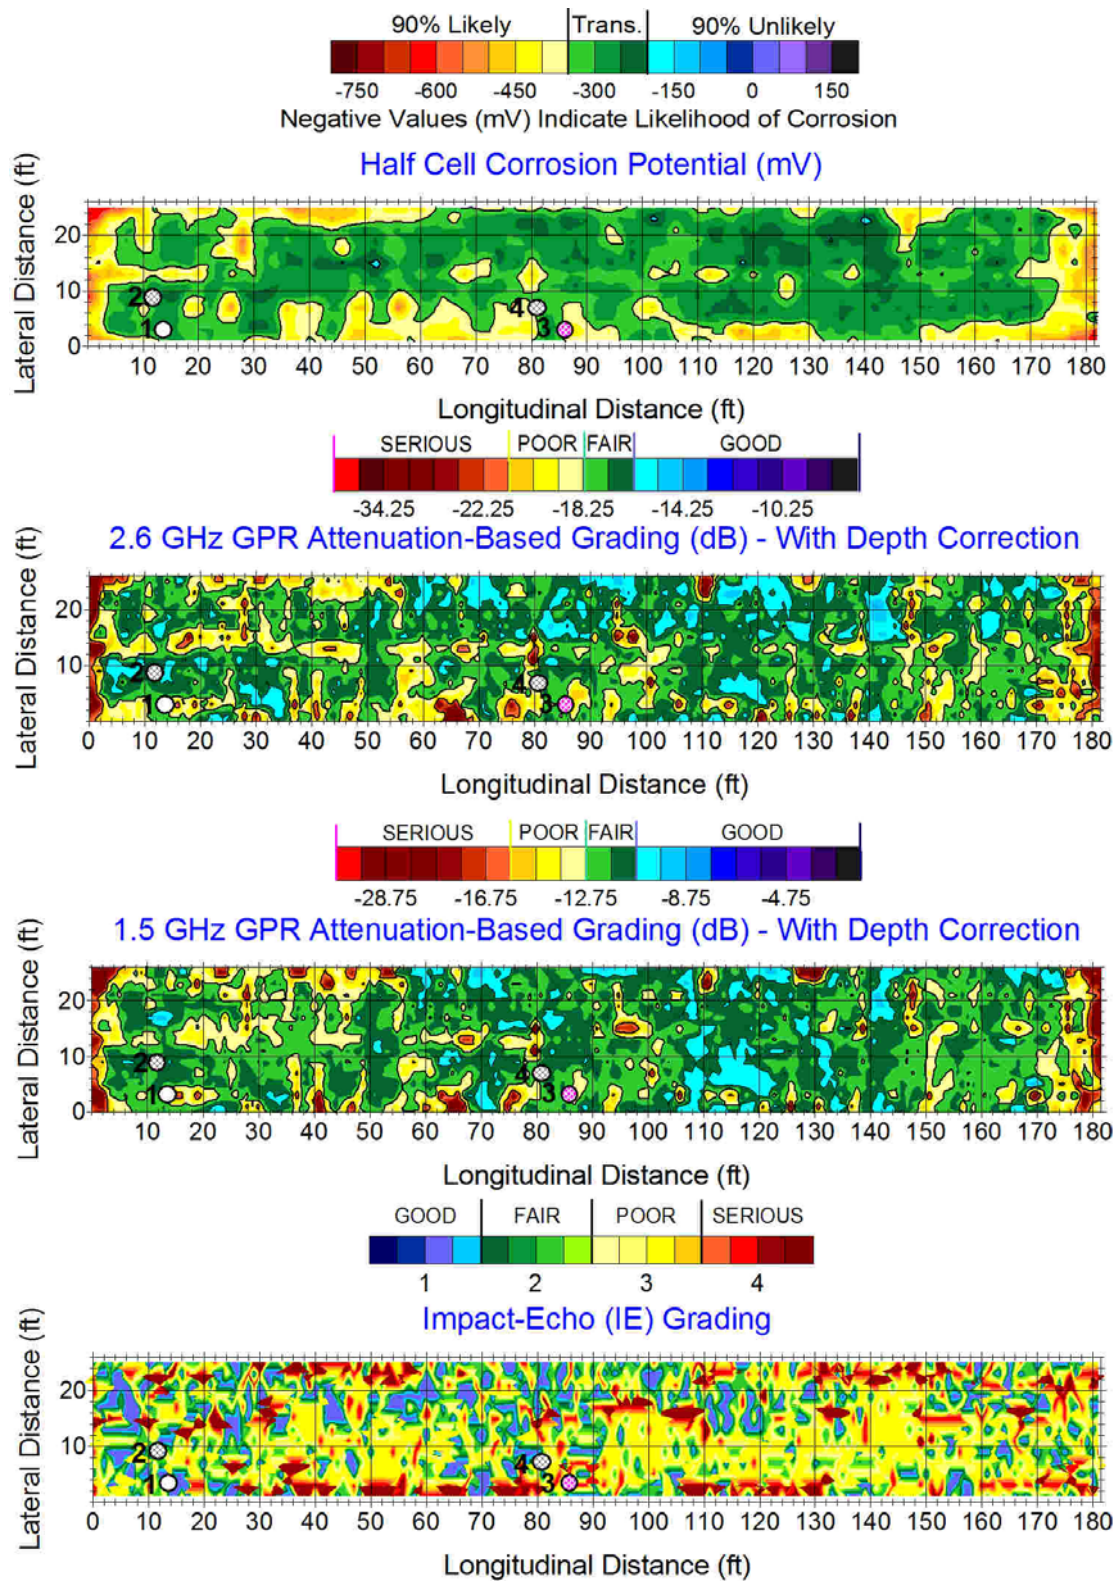 90% Likely Trans. 90% Unlikely
-750 -600 -450 -300 -150 0 150
Negative Values (mV) Indicate Likelihood of Corrosion
Half Cell Corrosion Potential (mV)
Lateral Distance (ft)
20
10
0
2
1
4
3
10 20 30 40 50 60 70 80 90 100 110 120 130 140 150 160 170 181
Longitudinal Distance (ft)
SERIOUS POOR FAIR GOOD
-34.25 -22.25 -18.25 -14.25 -10.25
2.6 GHz GPR Attenuation-Based Grading (dB) - With Depth Correction
Lateral Distance (ft)
20
10
2
1
4
3
0 10 20 30 40 50 60 70 80 90 100 110 120 130 140 150 160 170 181
Longitudinal Distance (ft)
SERIOUS POOR FAIR GOOD
-28.75 -16.75 -12.75 -8.75 -4.75
1.5 GHz GPR Attenuation-Based Grading (dB) - With Depth Correction
Lateral Distance (ft)
20
10
0
2
1
4
3
10 20 30 40 50 60 70 80 90 100 110 120 130 140 150 160 170 181
Longitudinal Distance (ft)
GOOD FAIR POOR SERIOUS
1 2 3 4
Impact-Echo (IE) Grading
Lateral Distance (ft)
20
10
2
1
4
3
0 10 20 30 40 50 60 70 80 90 100 110 120 130 140 150 160 170 181
Longitudinal Distance (ft)